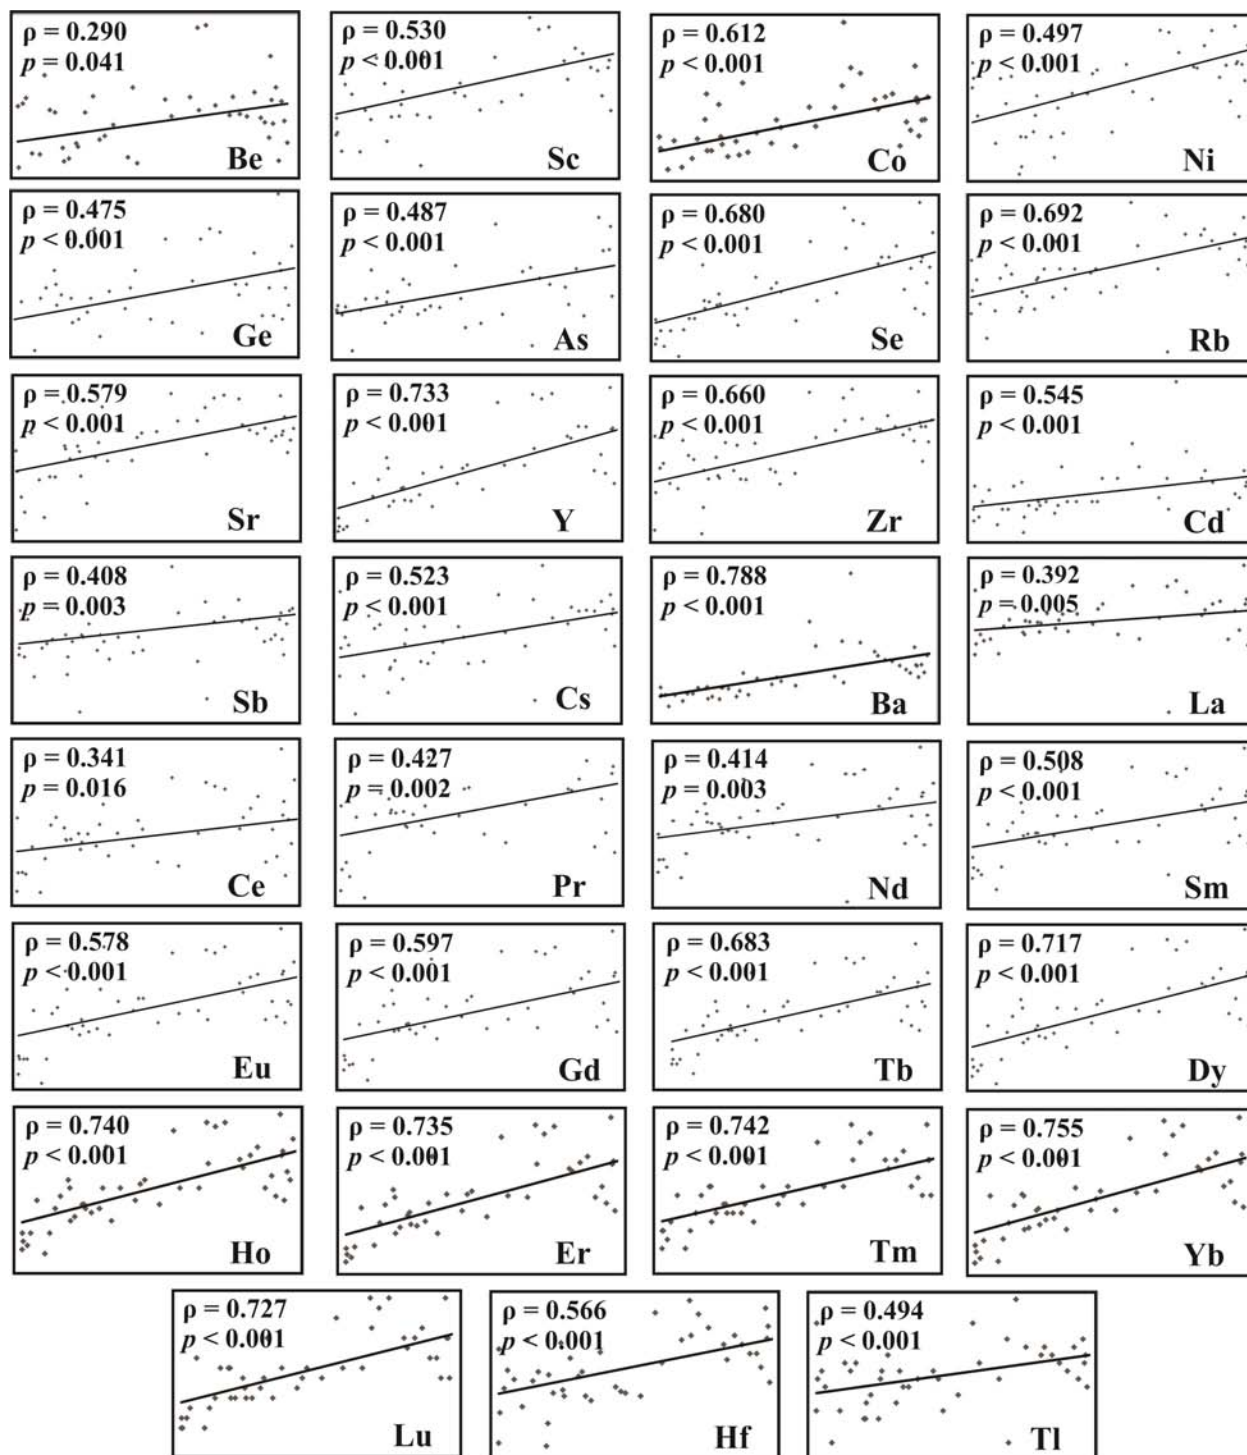 ρ = 0.290
p = 0.041
Be
ρ = 0.530
p < 0.001
Sc
ρ = 0.612
p < 0.001
Co
ρ = 0.497
p < 0.001
Ni
ρ = 0.475
p < 0.001
Ge
ρ = 0.487
p < 0.001
As
ρ = 0.680
p < 0.001
Se
ρ = 0.692
p < 0.001
Rb
ρ = 0.579
p < 0.001
Sr
ρ = 0.733
p < 0.001
Y
ρ = 0.660
p < 0.001
Zr
ρ = 0.545
p < 0.001
Cd
ρ = 0.408
p = 0.003
Sb
ρ = 0.523
p < 0.001
Cs
ρ = 0.788
p < 0.001
Ba
ρ = 0.392
p = 0.005
La
ρ = 0.341
p = 0.016
Ce
ρ = 0.427
p = 0.002
Pr
ρ = 0.414
p = 0.003
Nd
ρ = 0.508
p < 0.001
Sm
ρ = 0.578
p < 0.001
Eu
ρ = 0.597
p < 0.001
Gd
ρ = 0.683
p < 0.001
Tb
ρ = 0.717
p < 0.001
Dy
ρ = 0.740
p < 0.001
Ho
ρ = 0.735
p < 0.001
Er
ρ = 0.742
p < 0.001
Tm
ρ = 0.755
p < 0.001
Yb
ρ = 0.727
p < 0.001
Lu
ρ = 0.566
p < 0.001
Hf
ρ = 0.494
p < 0.001
Tl